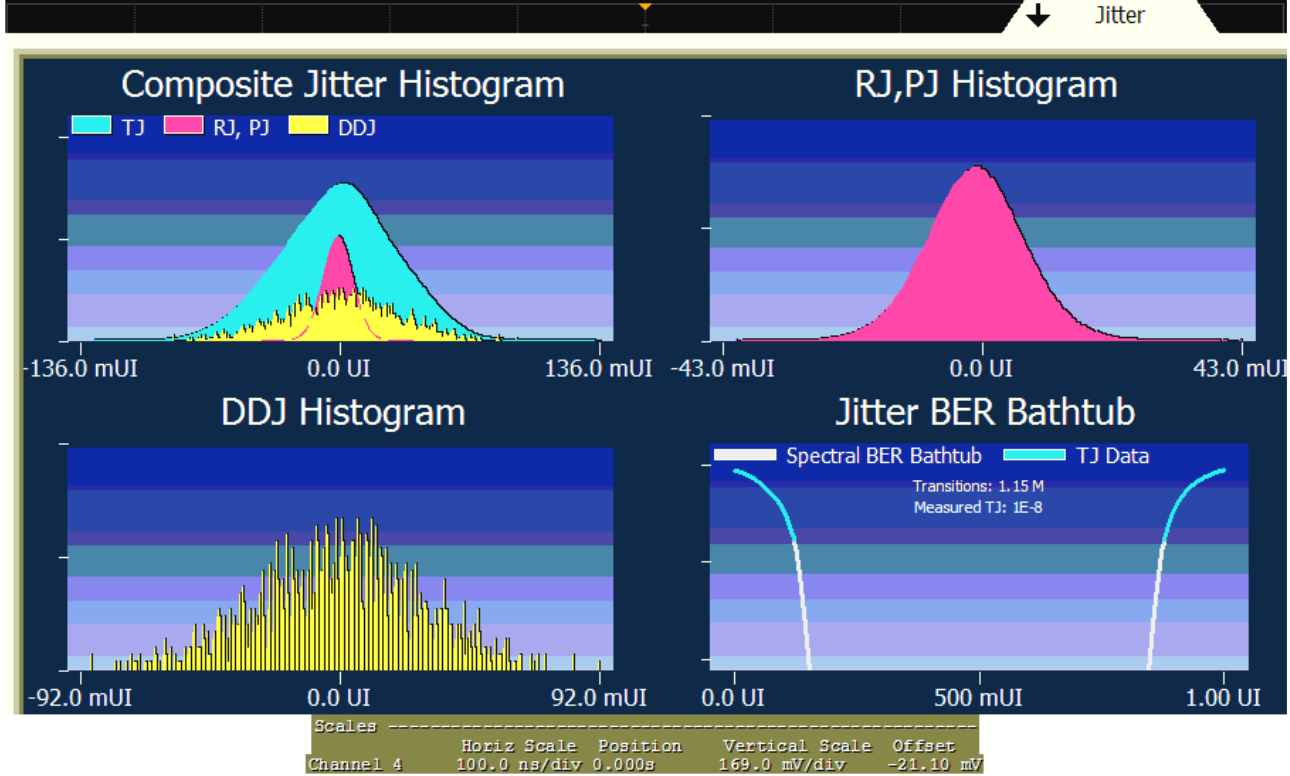 Jitter
Composite Jitter Histogram
TJ RJ, PJ DDJ
-136.0 mUI 0.0 UI 136.0 mUI
RJ,PJ Histogram
-43.0 mUI 0.0 UI 43.0 mUI
DDJ Histogram
-92.0 mUI 0.0 UI 92.0 mUI
Jitter BER Bathtub
Spectral BER Bathtub TJ Data
Transitions: 1.15 M
Measured TJ: 1E-8
0.0 UI 500 mUI 1.00 UI
Scales ------------------------------------------------------------
Horiz Scale Position Vertical Scale Offset
Channel 4 100.0 ns/div 0.000s 169.0 mV/div -21.10 mV